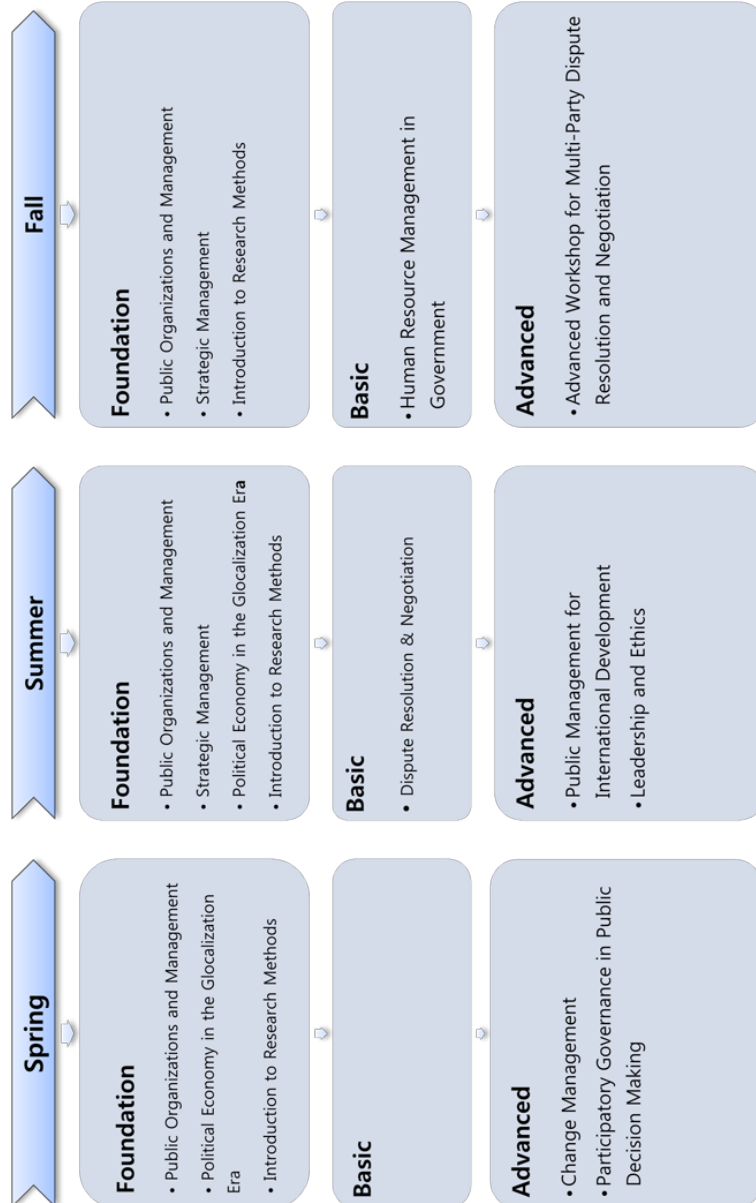 Spring
Foundation
• Public Organizations and Management
• Political Economy in the Glocalization
Era
• Introduction to Research Methods
Basic
Advanced
• Change Management
• Participatory Governance in Public
Decision Making
Summer
Foundation
• Public Organizations and Management
• Strategic Management
• Political Economy in the Glocalization Era
• Introduction to Research Methods
Basic
• Dispute Resolution & Negotiation
Advanced
• Public Management for
International Development
• Leadership and Ethics
Fall
Foundation
• Public Organizations and Management
• Strategic Management
• Introduction to Research Methods
Basic
• Human Resource Management in
Government
Advanced
• Advanced Workshop for Multi-Party Dispute
Resolution and Negotiation